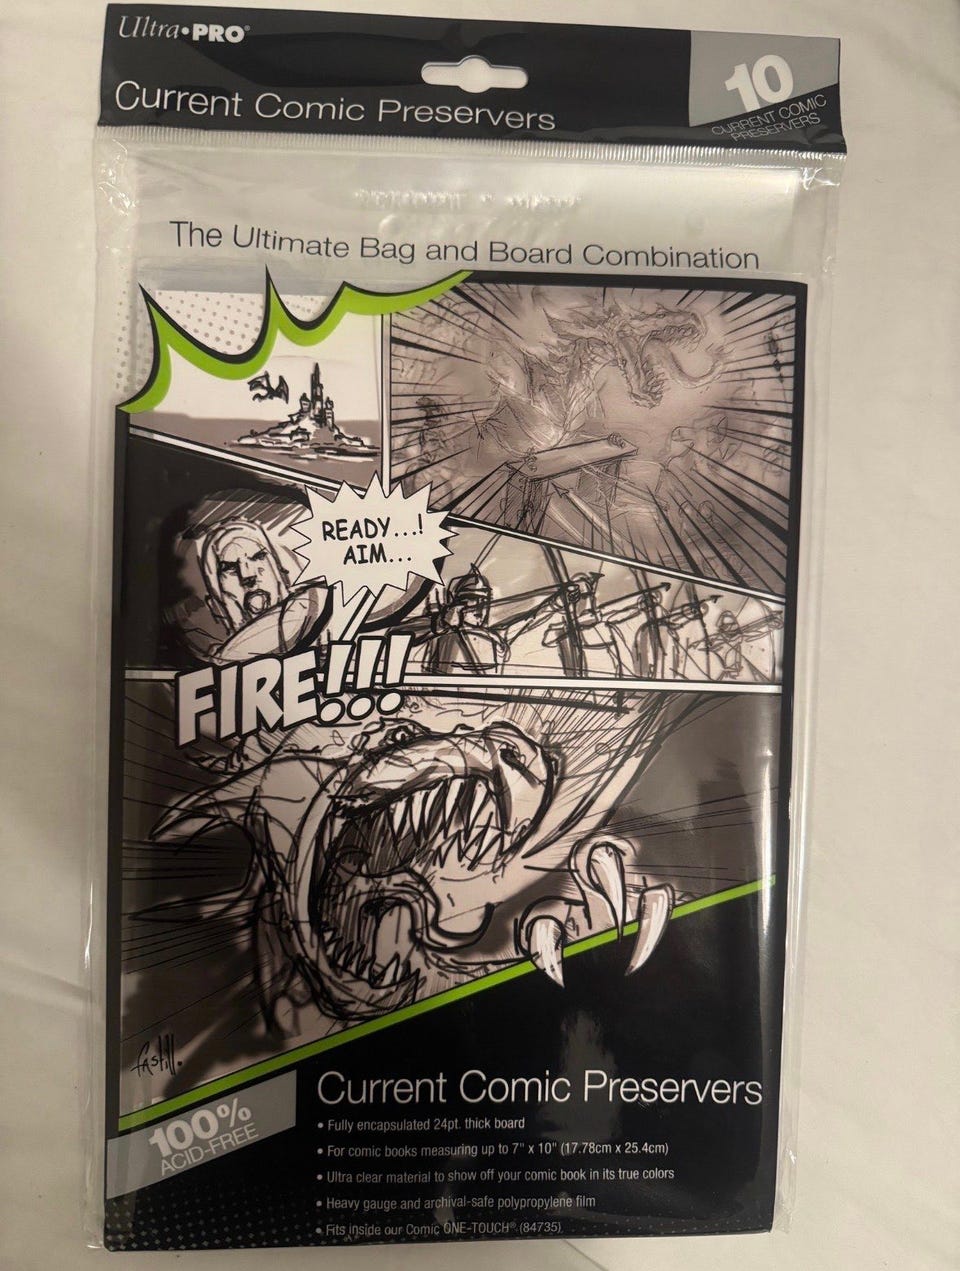 Ultra•PRO®
Current Comic Preservers
10
CURRENT COMIC
PRESERVERS
The Ultimate Bag and Board Combination
READY...!
AIM...
FIRE!!!
Current Comic Preservers
100%
ACID-FREE
• Fully encapsulated 24pt. thick board
• For comic books measuring up to 7" x 10" (17.78cm x 25.4cm)
• Ultra clear material to show off your comic book in its true colors
• Heavy gauge and archival-safe polypropylene film
• Fits inside our Comic ONE-TOUCH® (84735)